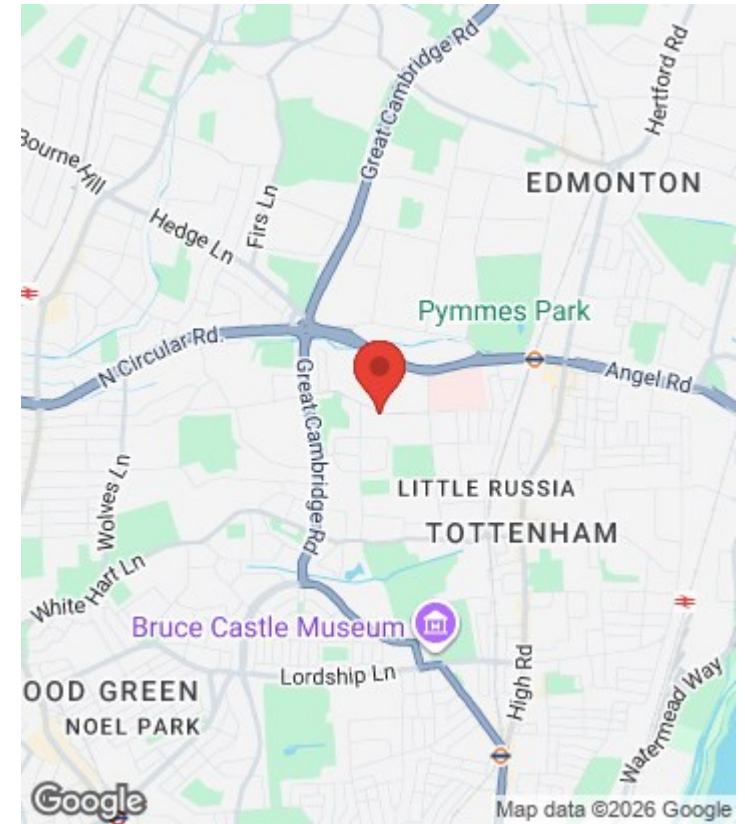 Great Cambridge Rd
Hertford Rd
Bourne Hill
EDMONTON
Firs Ln
Hedge Ln
Pymmes Park
N Circular Rd.
Angel Rd
Great Cambridge Rd
Wolves Ln
LITTLE RUSSIA
TOTTENHAM
White Hart Ln
Bruce Castle Museum
Lordship Ln
OOD GREEN
High Rd
NOEL PARK
Watermead Way
Google
Map data ©2026 Google